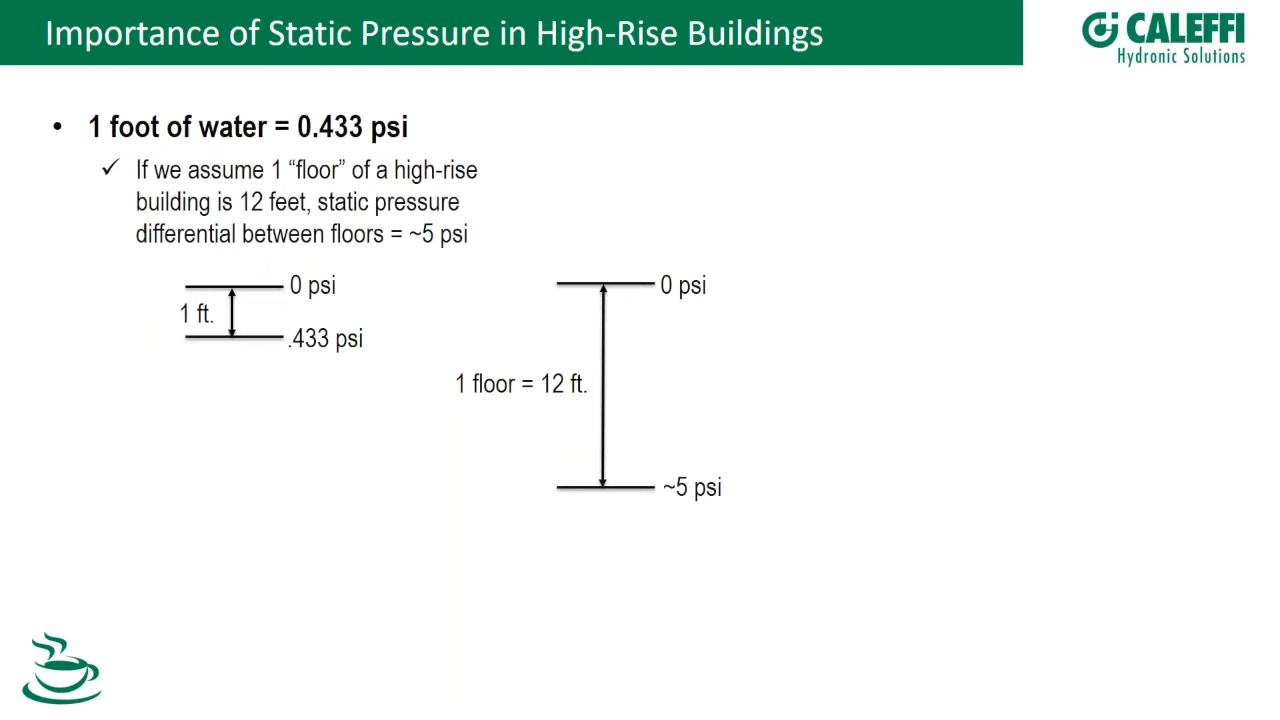 Importance of Static Pressure in High-Rise Buildings
CALEFFI
Hydronic Solutions
• 1 foot of water = 0.433 psi
✓ If we assume 1 “floor” of a high-rise
building is 12 feet, static pressure
differential between floors = ~5 psi
0 psi
1 ft.
.433 psi
0 psi
1 floor = 12 ft.
~5 psi